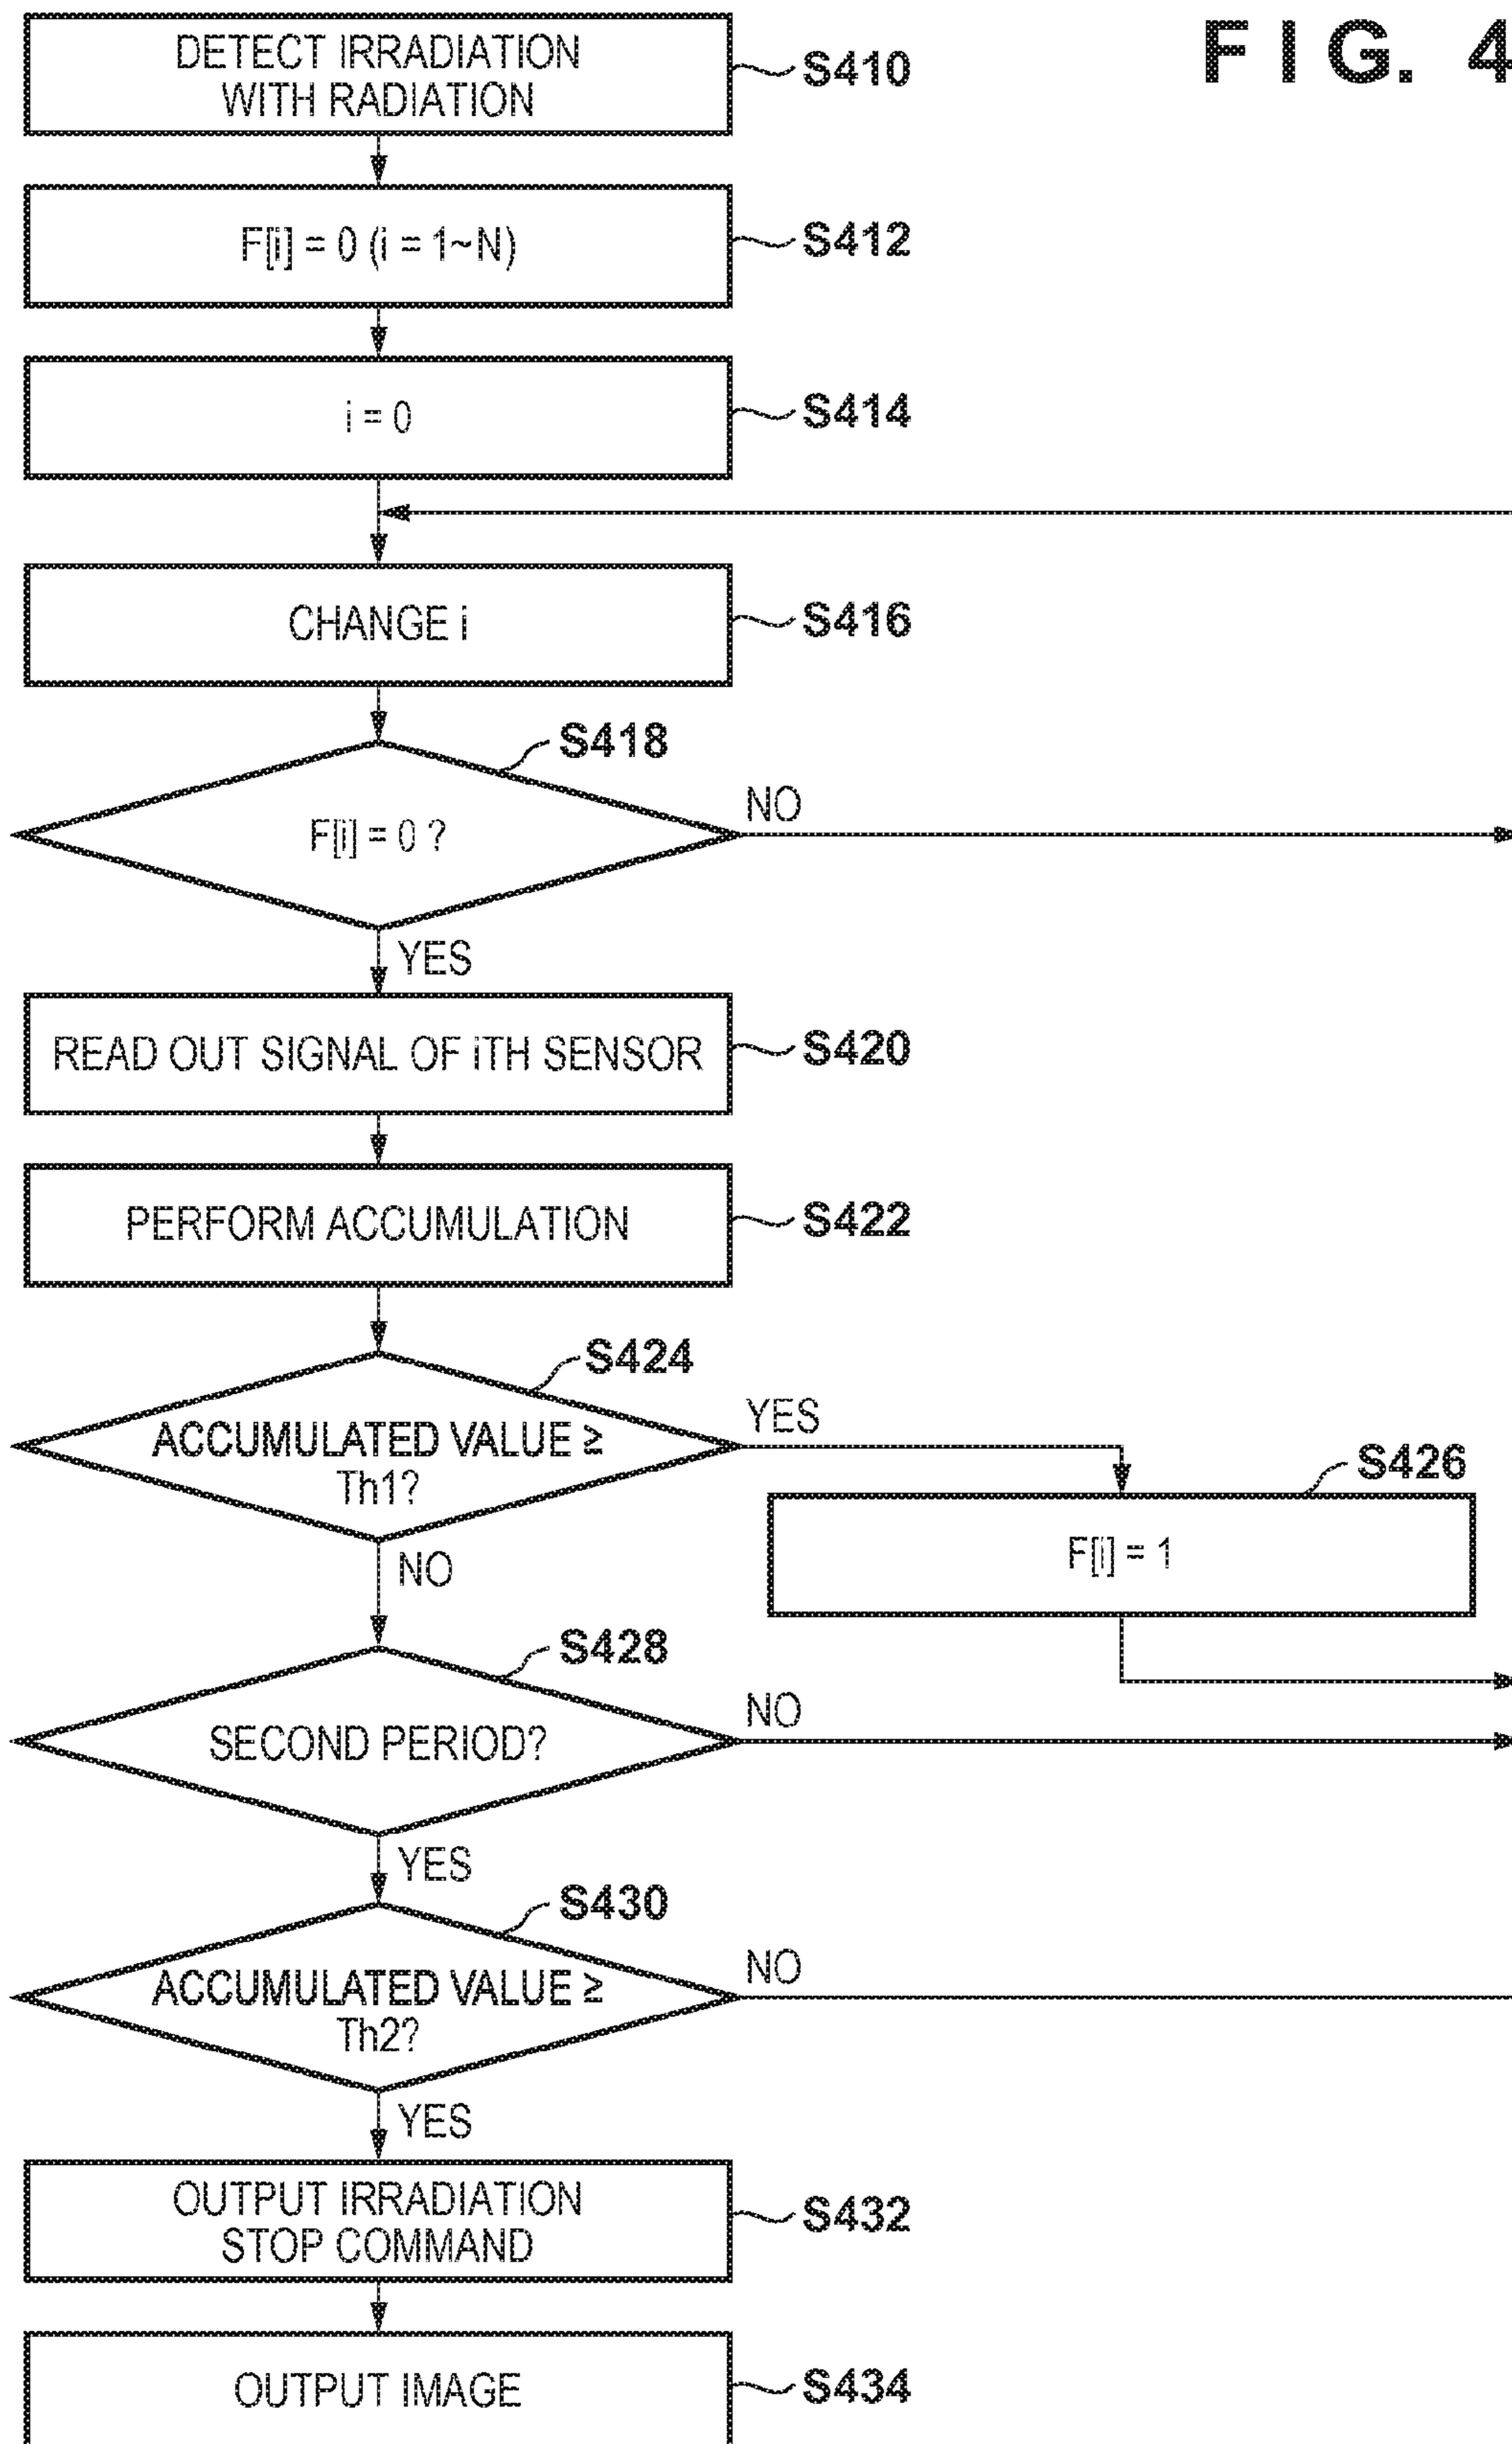 FIG. 4
DETECT IRRADIATION
WITH RADIATION
S410
F[i] = 0 (i = 1~N)
S412
i = 0
S414
CHANGE i
S416
S418
F[i] = 0 ?
NO
YES
READ OUT SIGNAL OF iTH SENSOR
S420
PERFORM ACCUMULATION
S422
S424
ACCUMULATED VALUE ≥
Th1?
YES
S426
F[i] = 1
NO
S428
SECOND PERIOD?
NO
YES
S430
ACCUMULATED VALUE ≥
Th2?
NO
YES
OUTPUT IRRADIATION
STOP COMMAND
S432
OUTPUT IMAGE
S434